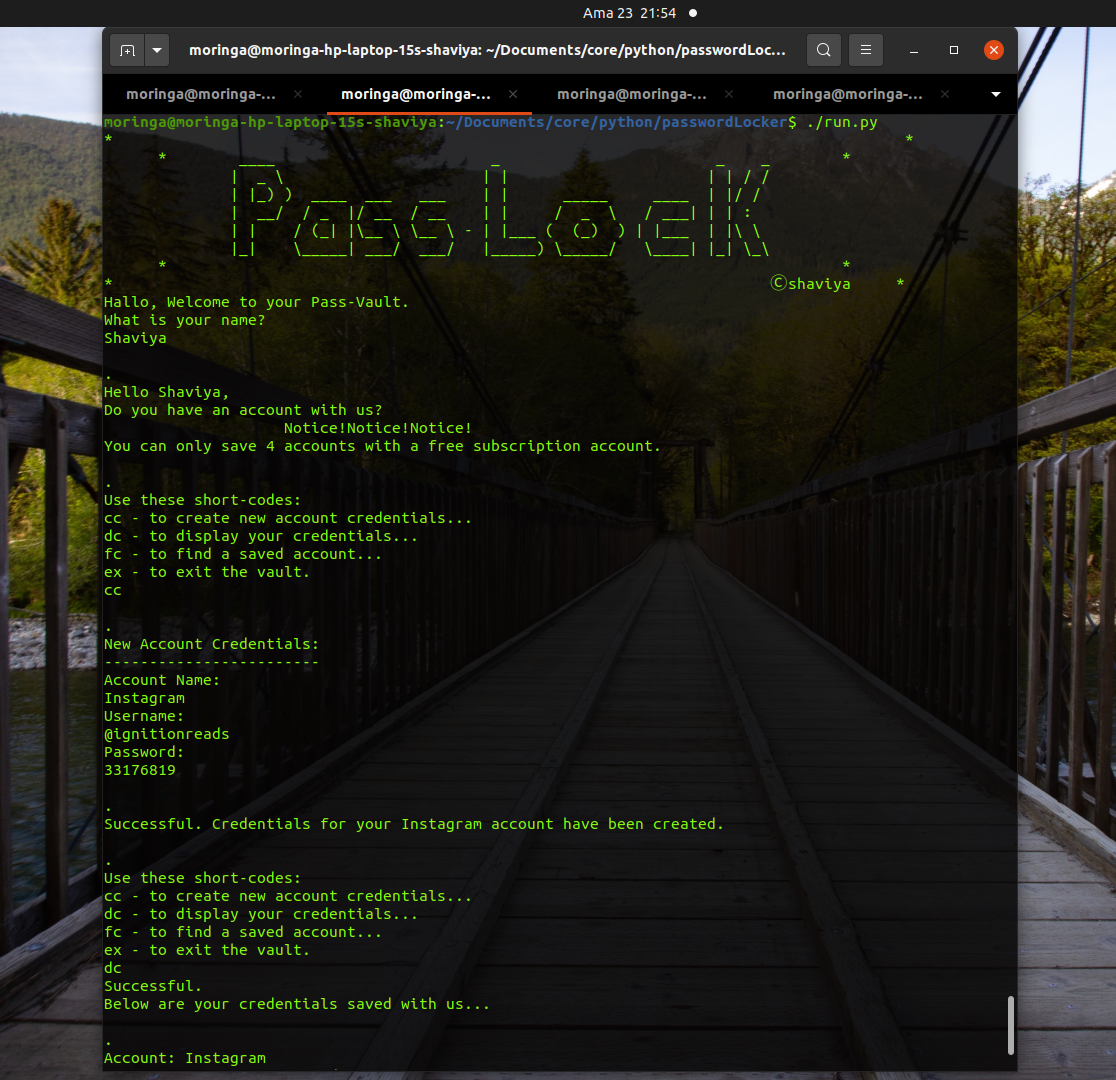 Ama 23 21:54
moringa@moringa-hp-laptop-15s-shaviya: ~/Documents/core/python/passwordLoc...
moringa@moringa-... moringa@moringa-... moringa@moringa-... moringa@moringa-...
moringa@moringa-hp-laptop-15s-shaviya:~/Documents/core/python/passwordLocker$ ./run.py
Pass-Lock
Ⓒshaviya
Hallo, Welcome to your Pass-Vault.
What is your name?
Shaviya
.
Hello Shaviya,
Do you have an account with us?
Notice!Notice!Notice!
You can only save 4 accounts with a free subscription account.
.
Use these short-codes:
cc - to create new account credentials...
dc - to display your credentials...
fc - to find a saved account...
ex - to exit the vault.
cc
.
New Account Credentials:
------------------------
Account Name:
Instagram
Username:
@ignitionreads
Password:
33176819
.
Successful. Credentials for your Instagram account have been created.
.
Use these short-codes:
cc - to create new account credentials...
dc - to display your credentials...
fc - to find a saved account...
ex - to exit the vault.
dc
Successful.
Below are your credentials saved with us...
.
Account: Instagram